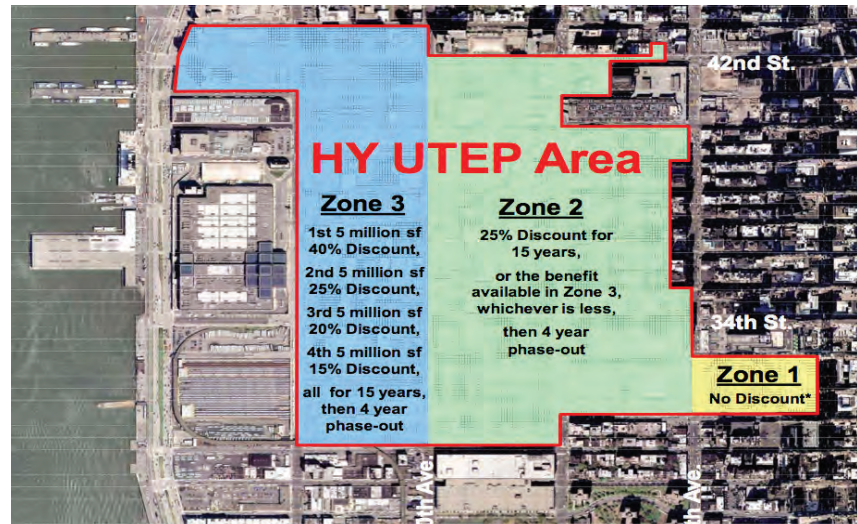 42nd St.
HY UTEP Area
Zone 3
1st 5 million sf
40% Discount,
2nd 5 million sf
25% Discount,
3rd 5 million sf
20% Discount,
4th 5 million sf
15% Discount,
all for 15 years,
then 4 year
phase-out
Zone 2
25% Discount for
15 years,
or the benefit
available in Zone 3,
whichever is less,
then 4 year
phase-out
34th St.
Zone 1
No Discount*
Ave.
Ave.